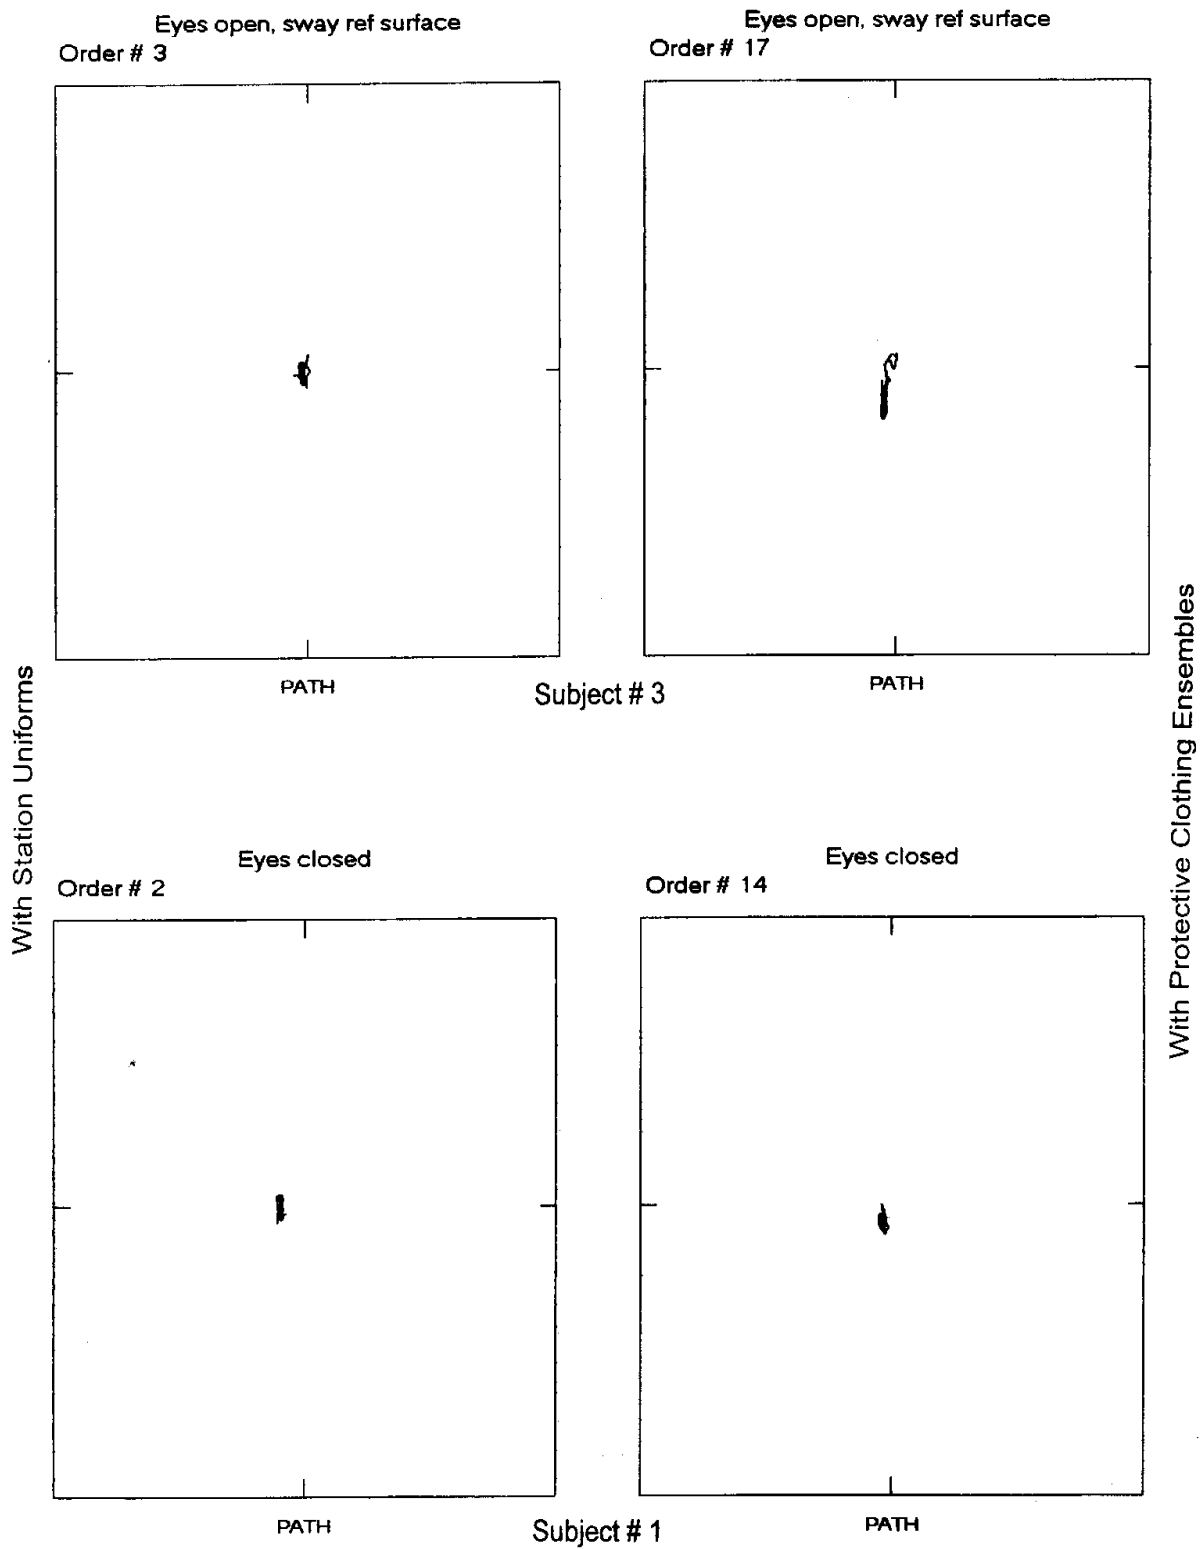 Eyes open, sway ref surface
Order # 3
Eyes open, sway ref surface
Order # 17
PATH
Subject # 3
PATH
With Station Uniforms
With Protective Clothing Ensembles
Eyes closed
Order # 2
Eyes closed
Order # 14
PATH
Subject # 1
PATH